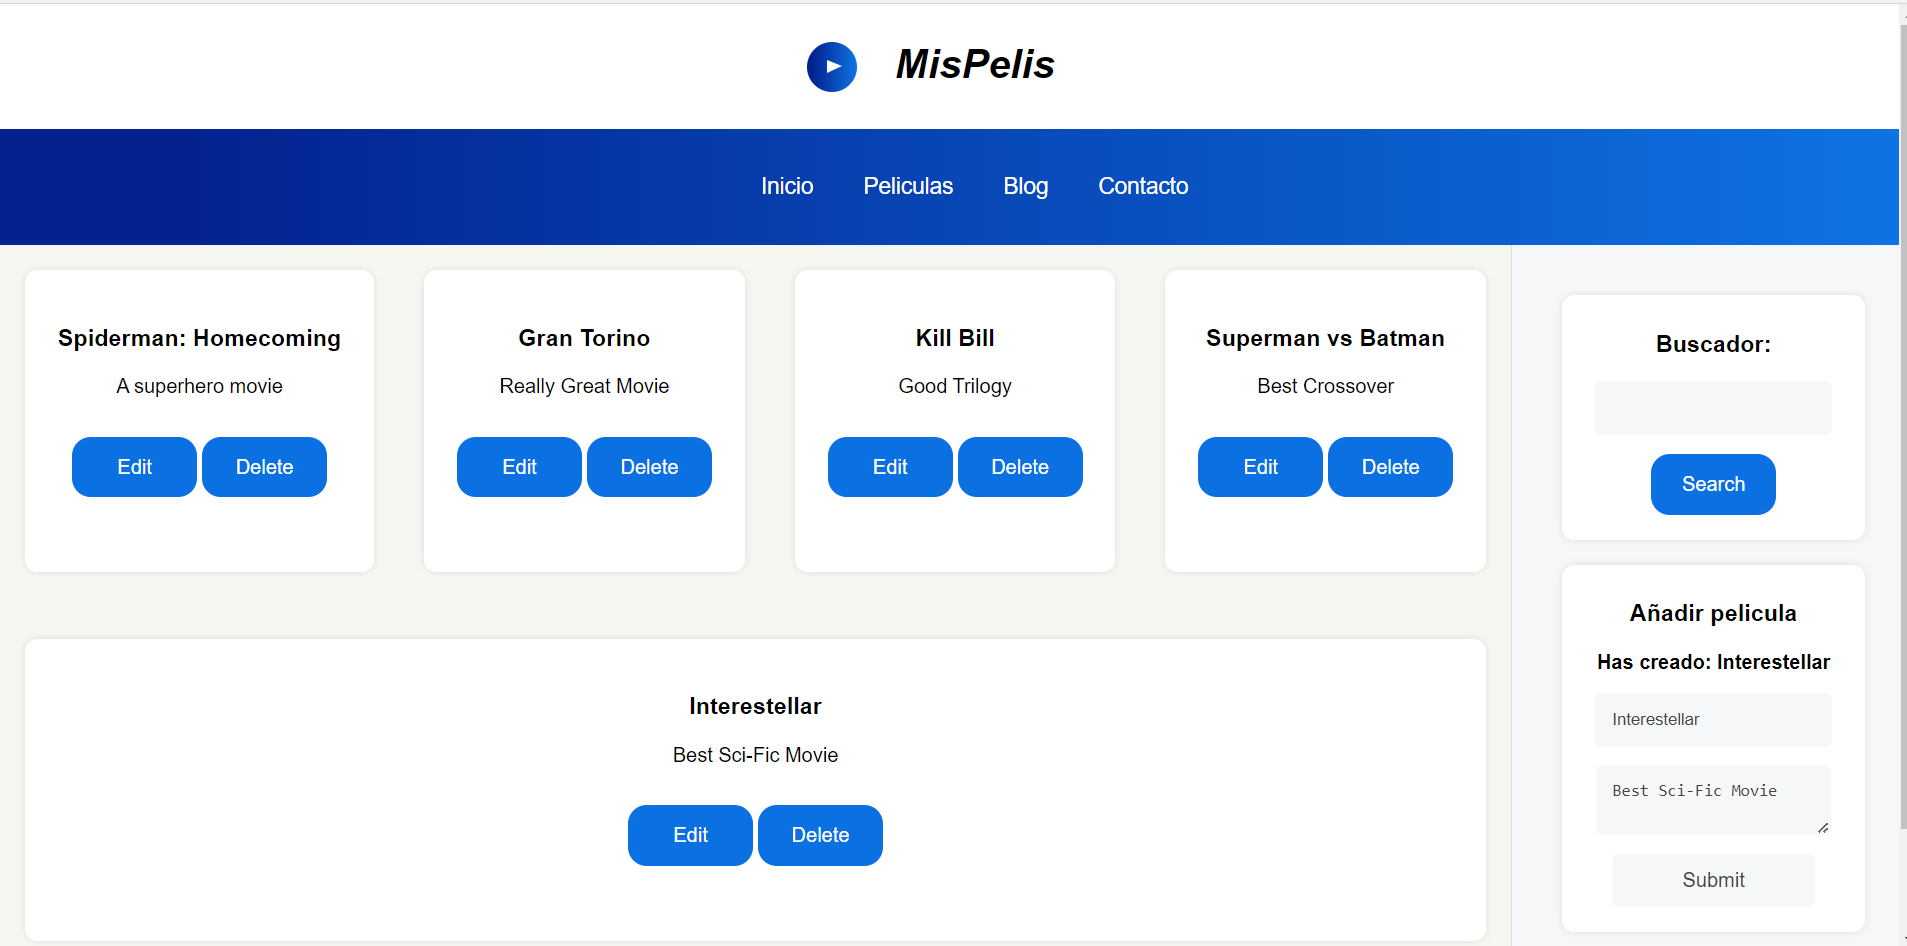 MisPelis
Inicio Peliculas Blog Contacto
Spiderman: Homecoming
A superhero movie
Edit Delete
Gran Torino
Really Great Movie
Edit Delete
Kill Bill
Good Trilogy
Edit Delete
Superman vs Batman
Best Crossover
Edit Delete
Interestellar
Best Sci-Fic Movie
Edit Delete
Buscador:
Search
Añadir pelicula
Has creado: Interestellar
Interestellar
Best Sci-Fic Movie
Submit